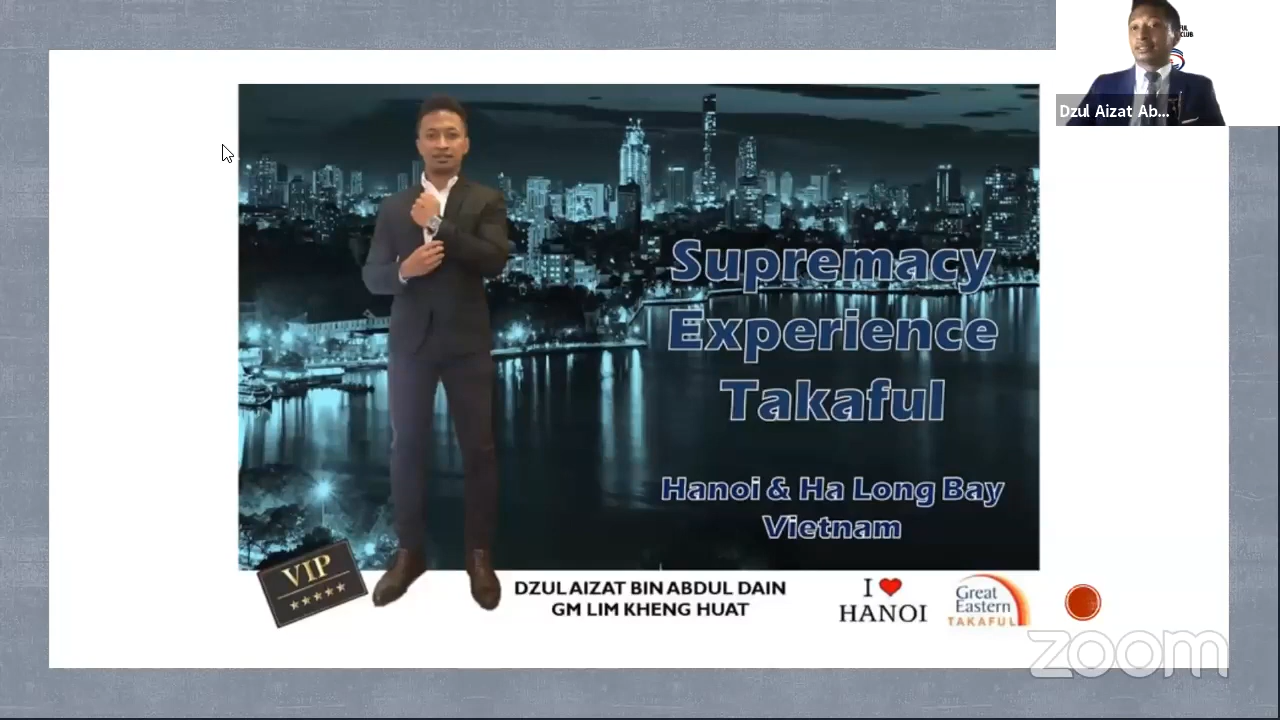 CLUB
Dzul Aizat Ab...
Supremacy
Experience
Takaful
Hanoi & Ha Long Bay
Vietnam
VIP
DZUL AIZAT BIN ABDUL DAIN
GM LIM KHENG HUAT
I ❤ HANOI
Great
Eastern
TAKAFUL
zoom